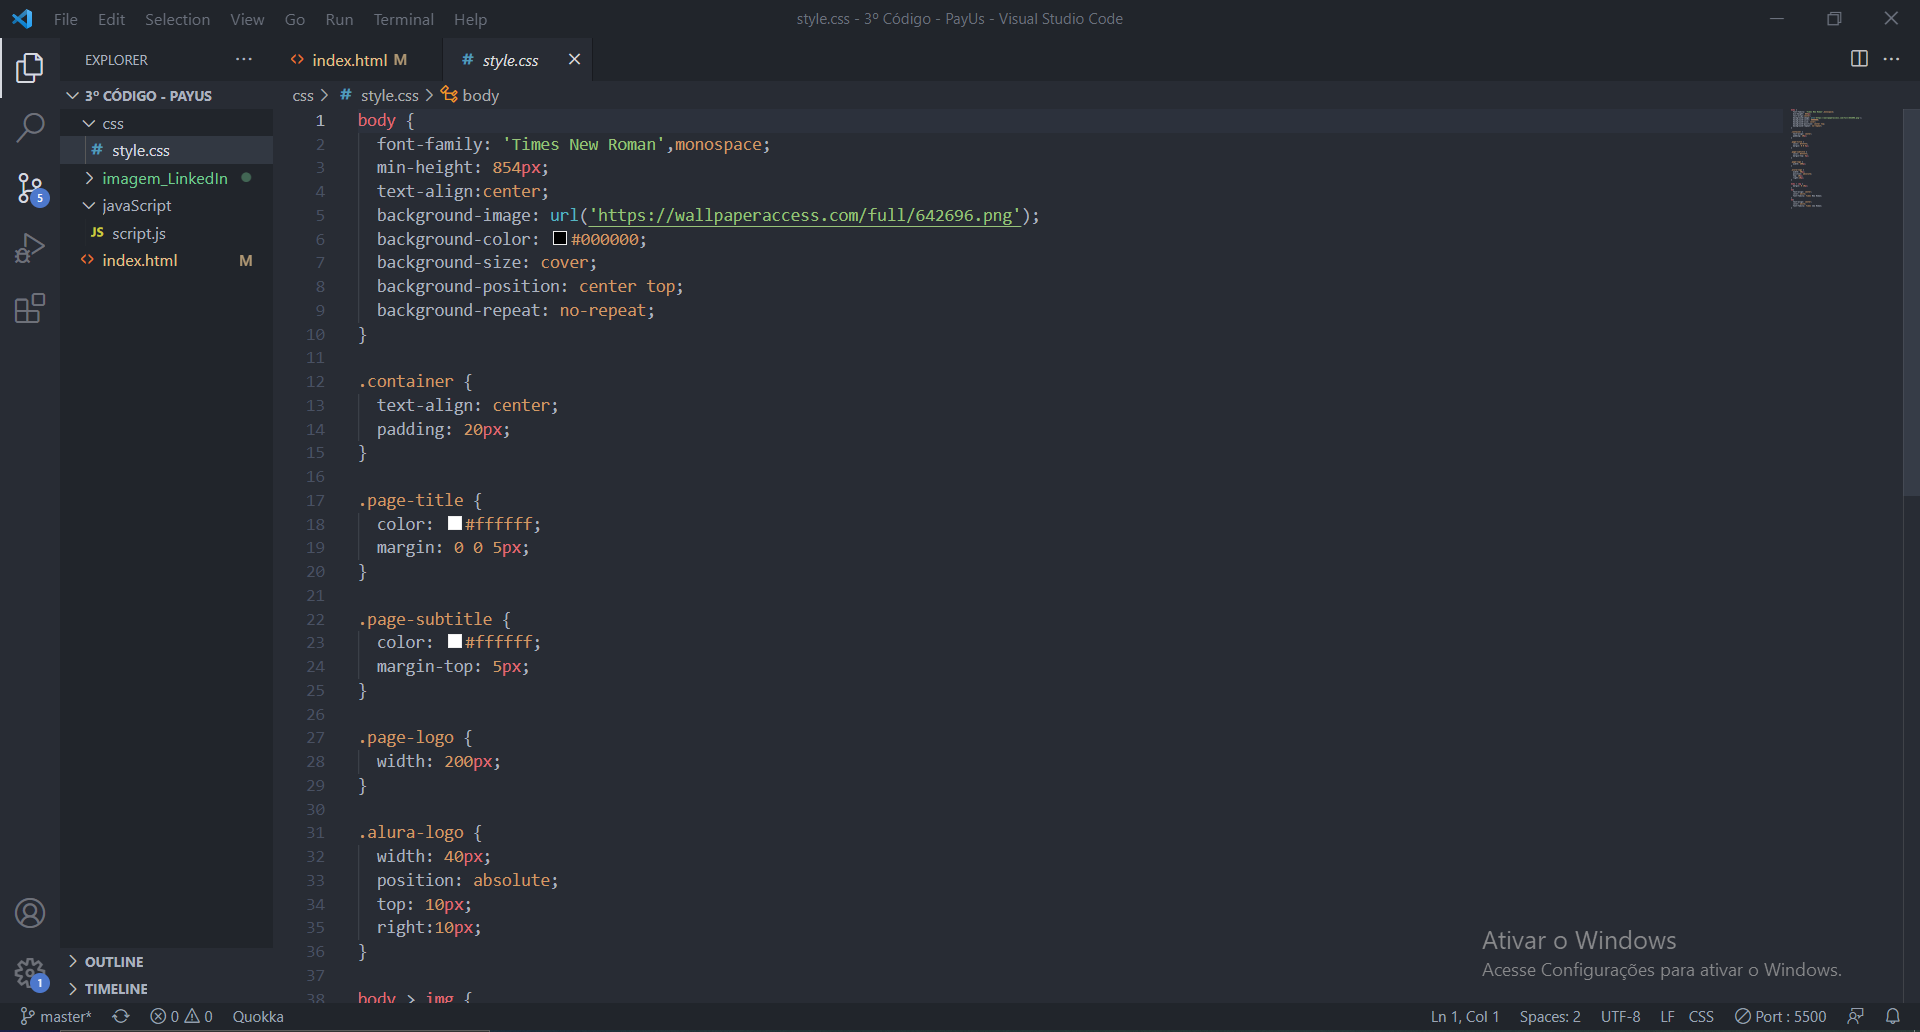 File Edit Selection View Go Run Terminal Help
style.css - 3º Código - PayUs - Visual Studio Code
EXPLORER
index.html M
# style.css
3º CÓDIGO - PAYUS
css
# style.css
imagem_LinkedIn
javaScript
JS script.js
index.html M
5
css > # style.css > body
1 body {
2 font-family: 'Times New Roman',monospace;
3 min-height: 854px;
4 text-align:center;
5 background-image: url('https://wallpaperaccess.com/full/642696.png');
6 background-color: #000000;
7 background-size: cover;
8 background-position: center top;
9 background-repeat: no-repeat;
10 }
11
12 .container {
13 text-align: center;
14 padding: 20px;
15 }
16
17 .page-title {
18 color: #ffffff;
19 margin: 0 0 5px;
20 }
21
22 .page-subtitle {
23 color: #ffffff;
24 margin-top: 5px;
25 }
26
27 .page-logo {
28 width: 200px;
29 }
30
31 .alura-logo {
32 width: 40px;
33 position: absolute;
34 top: 10px;
35 right:10px;
36 }
37
38 body > img {
Ativar o Windows
Acesse Configurações para ativar o Windows.
OUTLINE
1
TIMELINE
master* 0 0 Quokka
Ln 1, Col 1 Spaces: 2 UTF-8 LF CSS Port : 5500